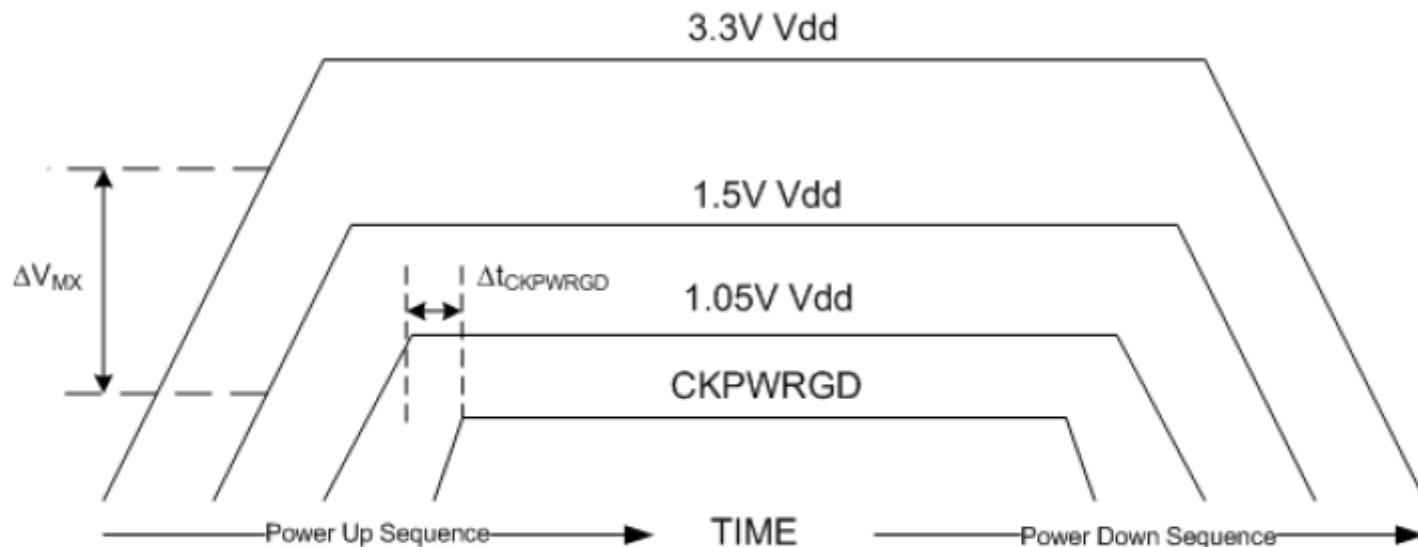 3.3V Vdd
1.5V Vdd
ΔV_MX
Δt_CKPWRGD
1.05V Vdd
CKPWRGD
Power Up Sequence
TIME
Power Down Sequence